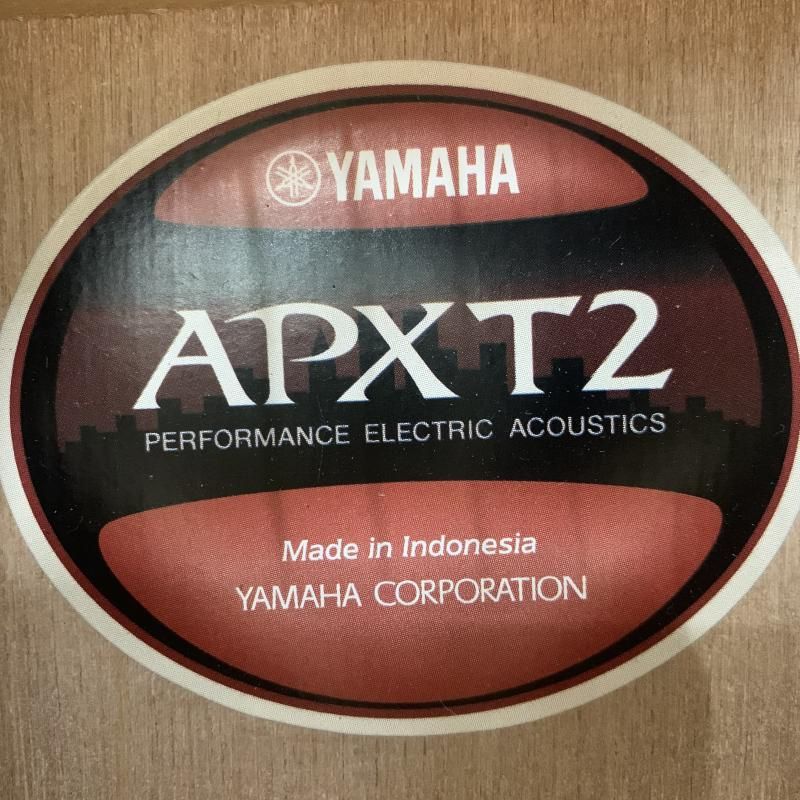 YAMAHA
APXT2
PERFORMANCE ELECTRIC ACOUSTICS
Made in Indonesia
YAMAHA CORPORATION